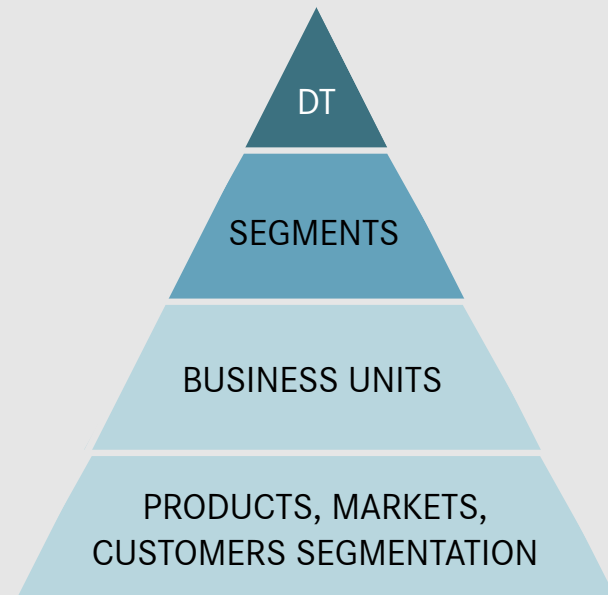 DT
SEGMENTS
BUSINESS UNITS
PRODUCTS, MARKETS,
CUSTOMERS SEGMENTATION